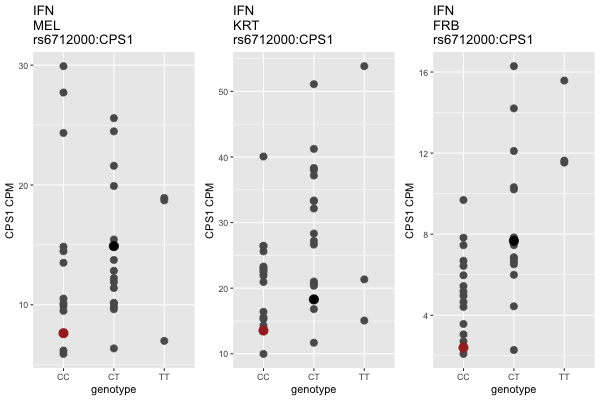 IFN
MEL
rs6712000:CPS1
CPS1 CPM
30
20
10
CC CT TT
genotype
IFN
KRT
rs6712000:CPS1
CPS1 CPM
50
40
30
20
10
CC CT TT
genotype
IFN
FRB
rs6712000:CPS1
CPS1 CPM
16
12
8
4
CC CT TT
genotype